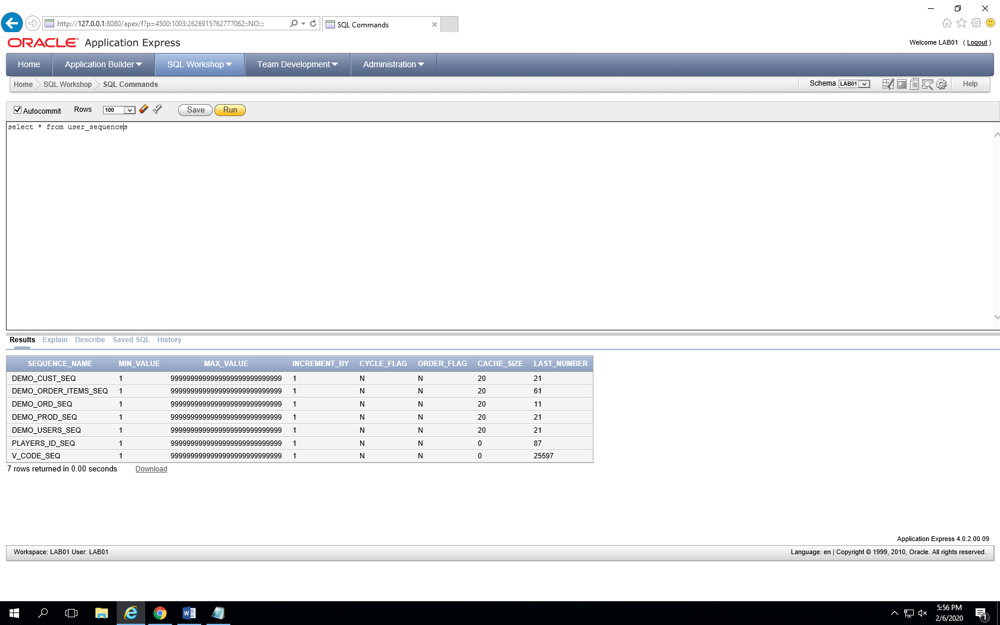 http://127.0.0.1:8080/apex/f?p=4500:1003:2626915762777062::NO:::
SQL Commands
ORACLE Application Express
Welcome LAB01 ( Logout )
Home Application Builder SQL Workshop Team Development Administration
Home SQL Workshop SQL Commands Schema LAB01 Help
Autocommit Rows 100 Save Run
select * from user_sequences
Results Explain Describe Saved SQL History
SEQUENCE_NAME MIN_VALUE MAX_VALUE INCREMENT_BY CYCLE_FLAG ORDER_FLAG CACHE_SIZE LAST_NUMBER
DEMO_CUST_SEQ 1 9999999999999999999999999999 1 N N 20 21
DEMO_ORDER_ITEMS_SEQ 1 9999999999999999999999999999 1 N N 20 61
DEMO_ORD_SEQ 1 9999999999999999999999999999 1 N N 20 11
DEMO_PROD_SEQ 1 9999999999999999999999999999 1 N N 20 21
DEMO_USERS_SEQ 1 9999999999999999999999999999 1 N N 20 21
PLAYERS_ID_SEQ 1 9999999999999999999999999999 1 N N 0 87
V_CODE_SEQ 1 9999999999999999999999999999 1 N N 0 25597
7 rows returned in 0.00 seconds Download
Application Express 4.0.2.00.09
Workspace: LAB01 User: LAB01 Language: en | Copyright © 1999, 2010, Oracle. All rights reserved.
5:56 PM
2/6/2020
1